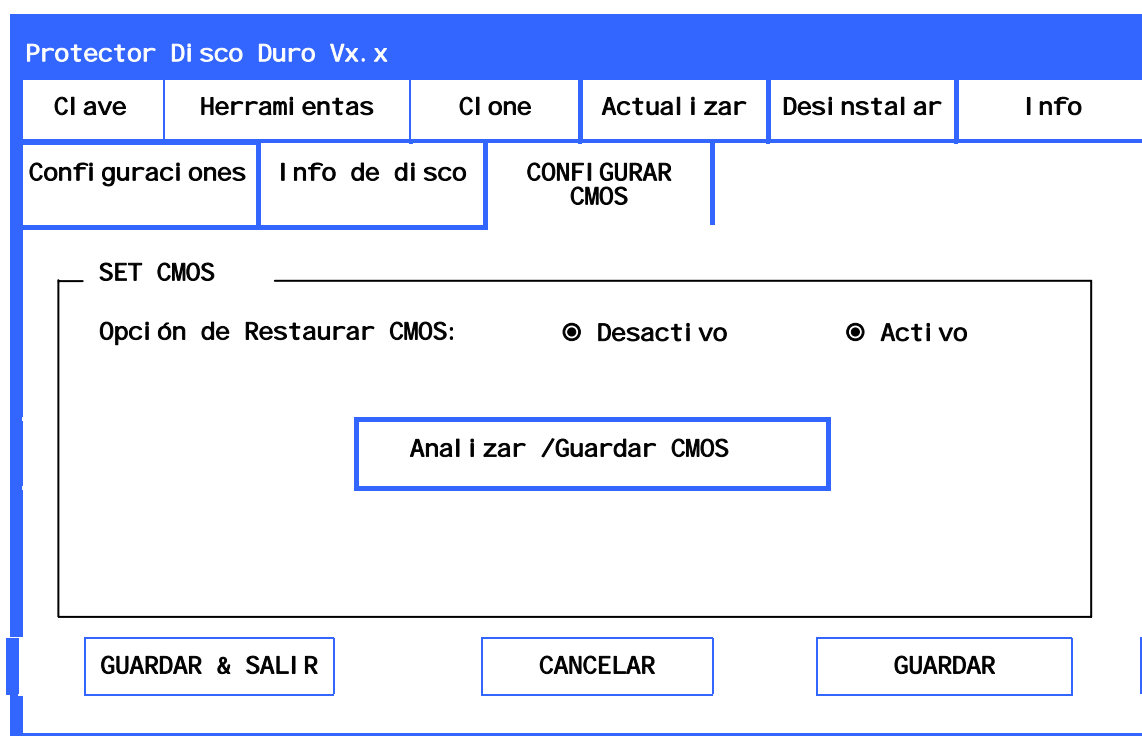 Protector Disco Duro Vx.x
Clave Herramientas Clone Actualizar Desinstalar Info
Configuraciones Info de disco CONFIGURAR
CMOS
SET CMOS
Opción de Restaurar CMOS: Desactivo Activo
Analizar /Guardar CMOS
GUARDAR & SALIR CANCELAR GUARDAR